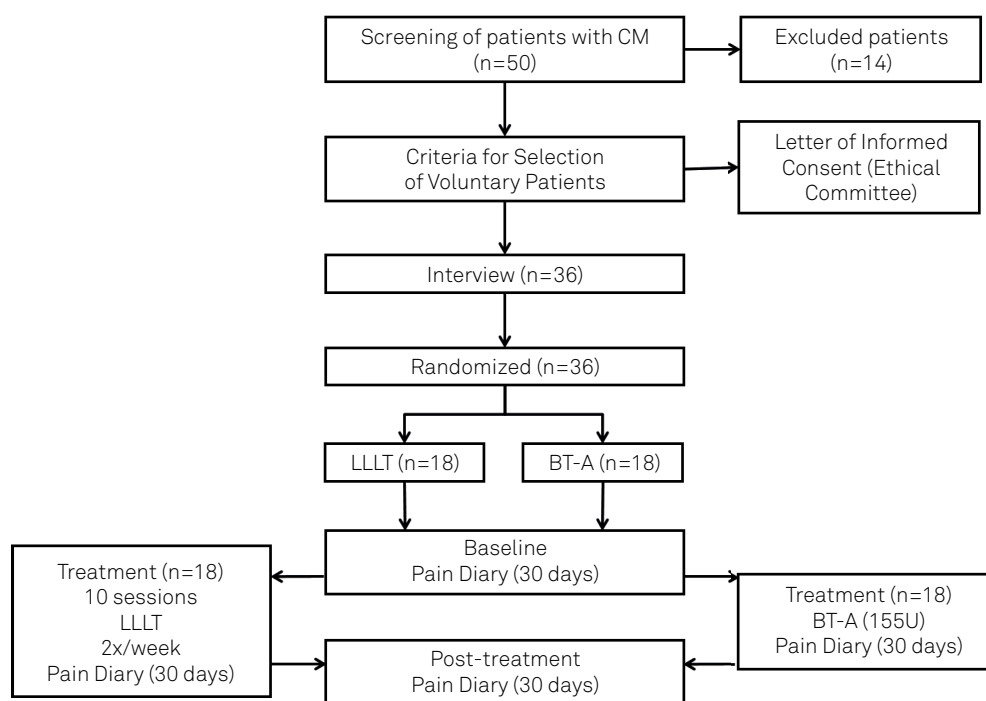 Screening of patients with CM
(n=50)
Excluded patients
(n=14)
Criteria for Selection
of Voluntary Patients
Letter of Informed
Consent (Ethical
Committee)
Interview (n=36)
Randomized (n=36)
LLLT (n=18)
BT-A (n=18)
Baseline
Pain Diary (30 days)
Treatment (n=18)
10 sessions
LLLT
2x/week
Pain Diary (30 days)
Treatment (n=18)
BT-A (155U)
Pain Diary (30 days)
Post-treatment
Pain Diary (30 days)